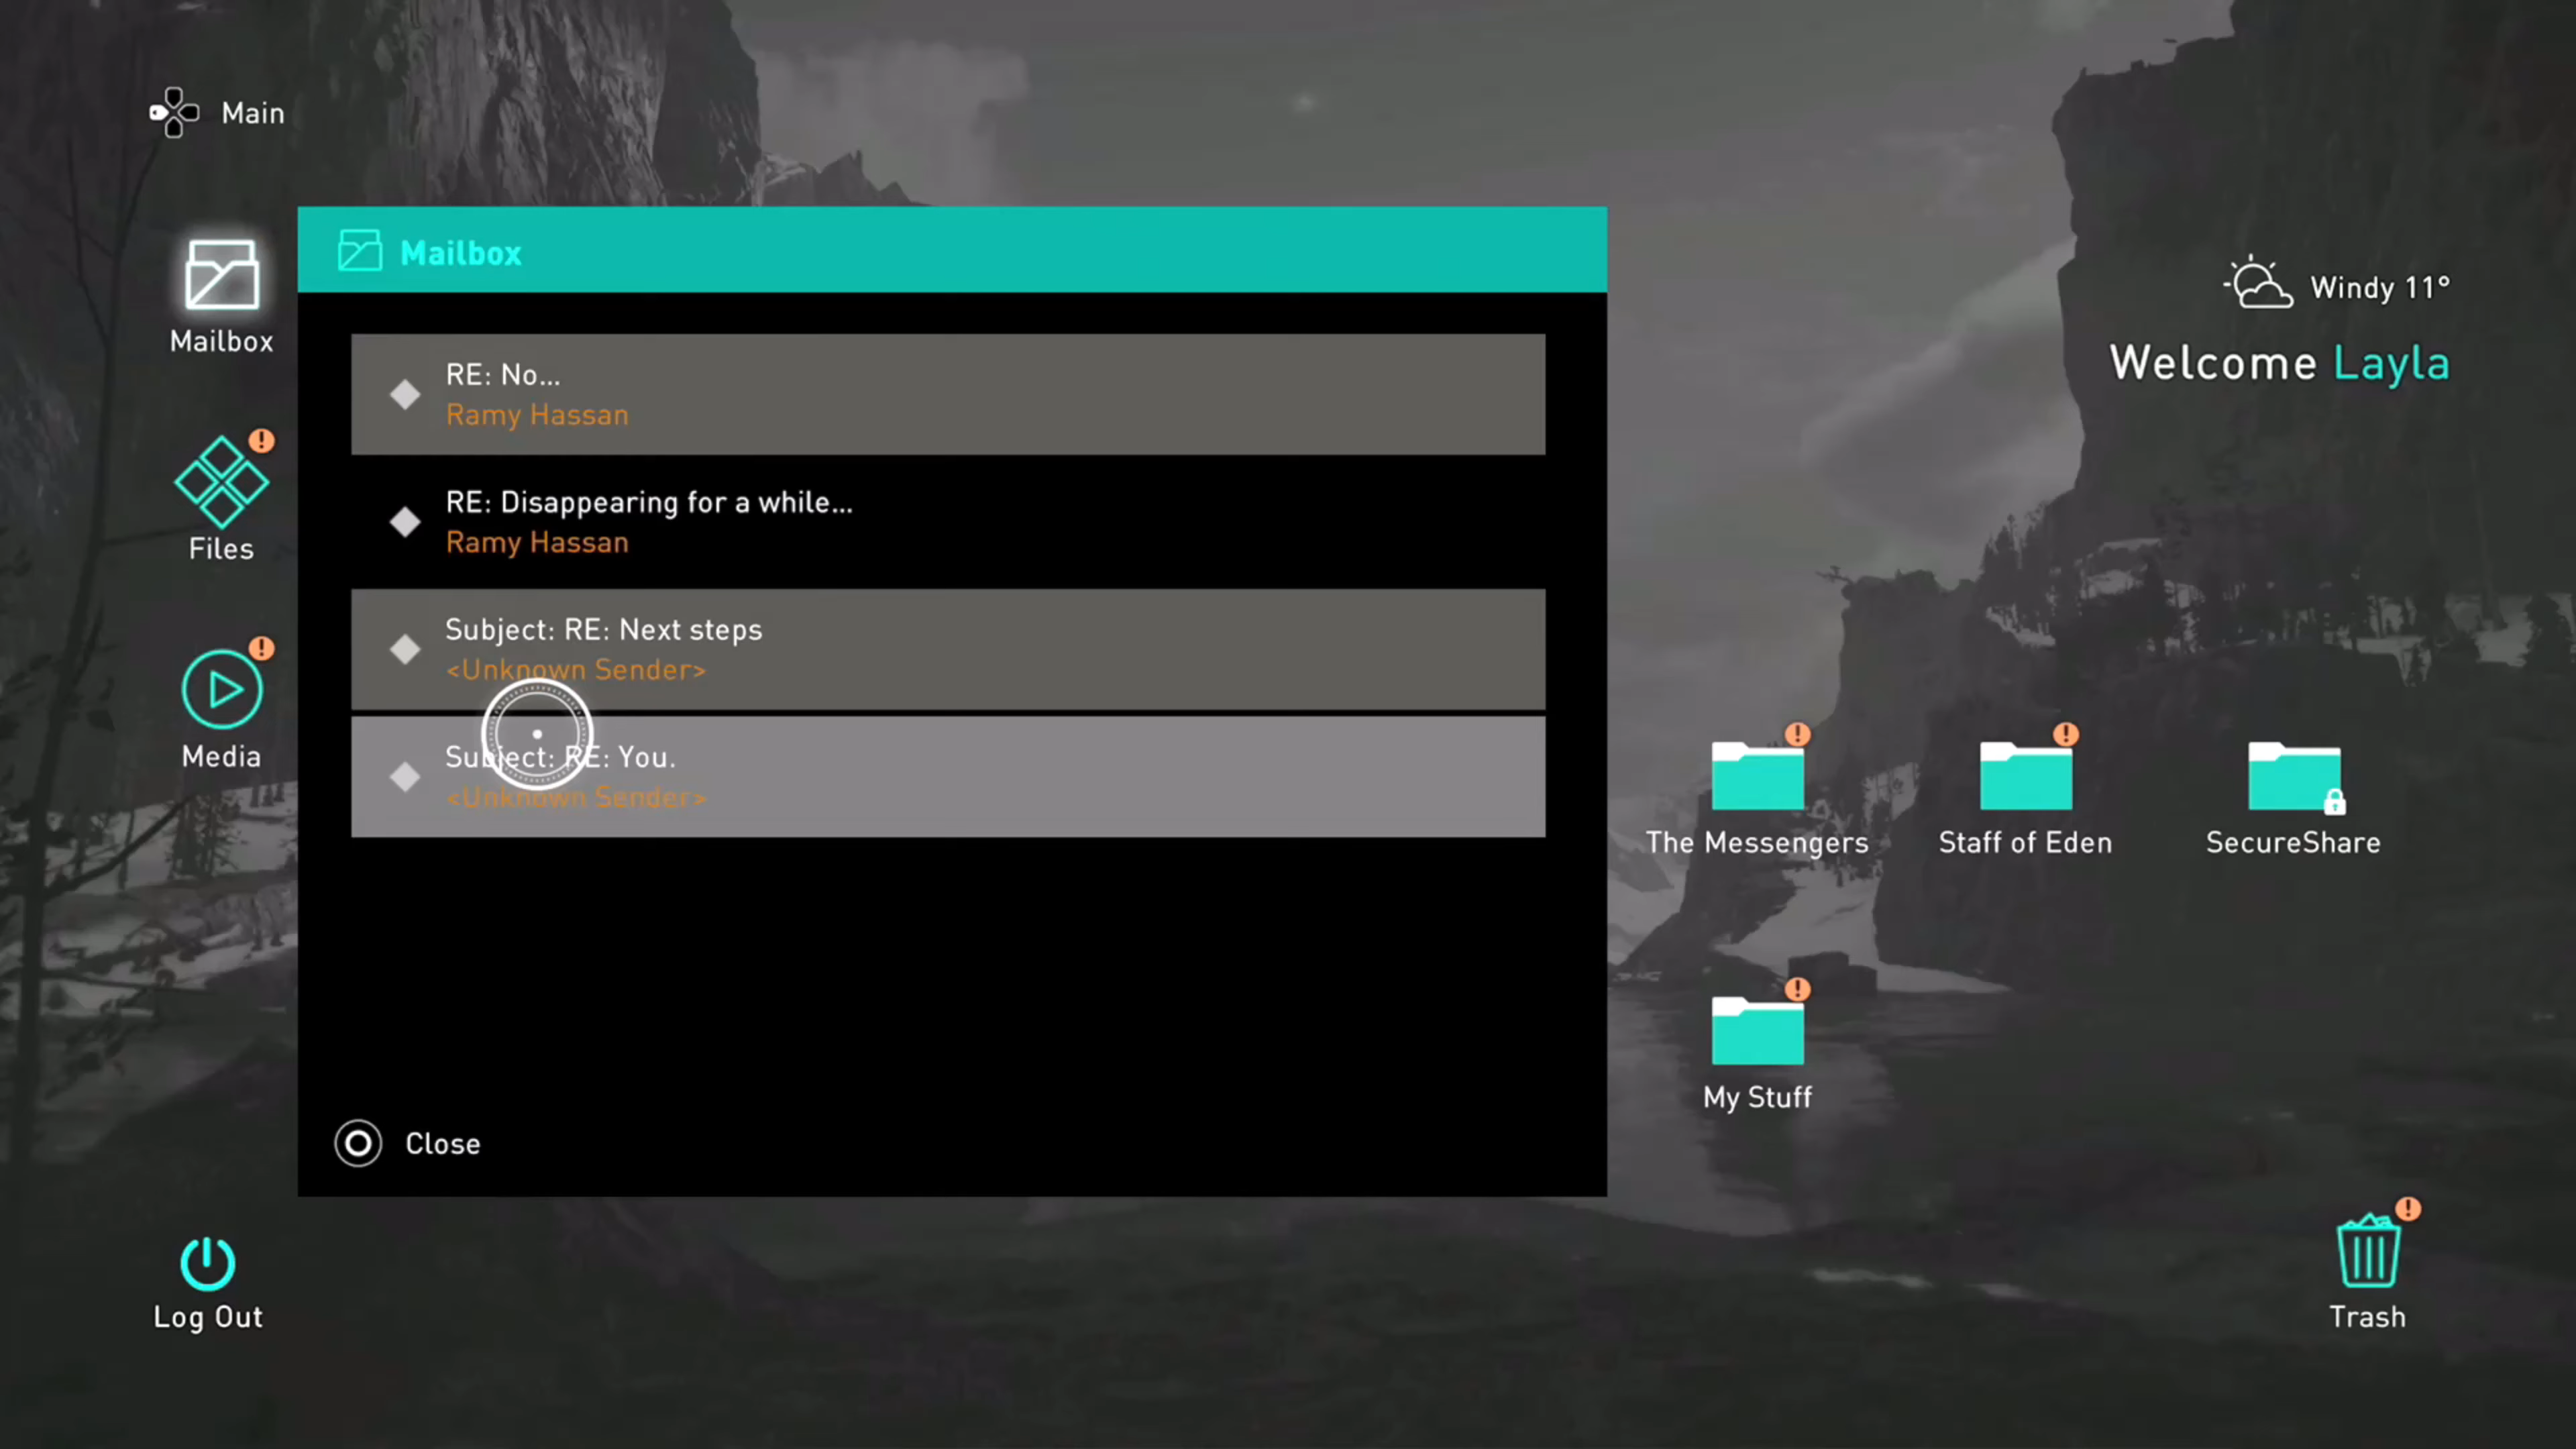 Main
Mailbox
Files
Media
Mailbox
RE: No...
Ramy Hassan
RE: Disappearing for a while...
Ramy Hassan
Subject: RE: Next steps
<Unknown Sender>
Subject: RE: You.
<Unknown Sender>
Close
Windy 11°
Welcome Layla
The Messengers
Staff of Eden
SecureShare
My Stuff
Log Out
Trash